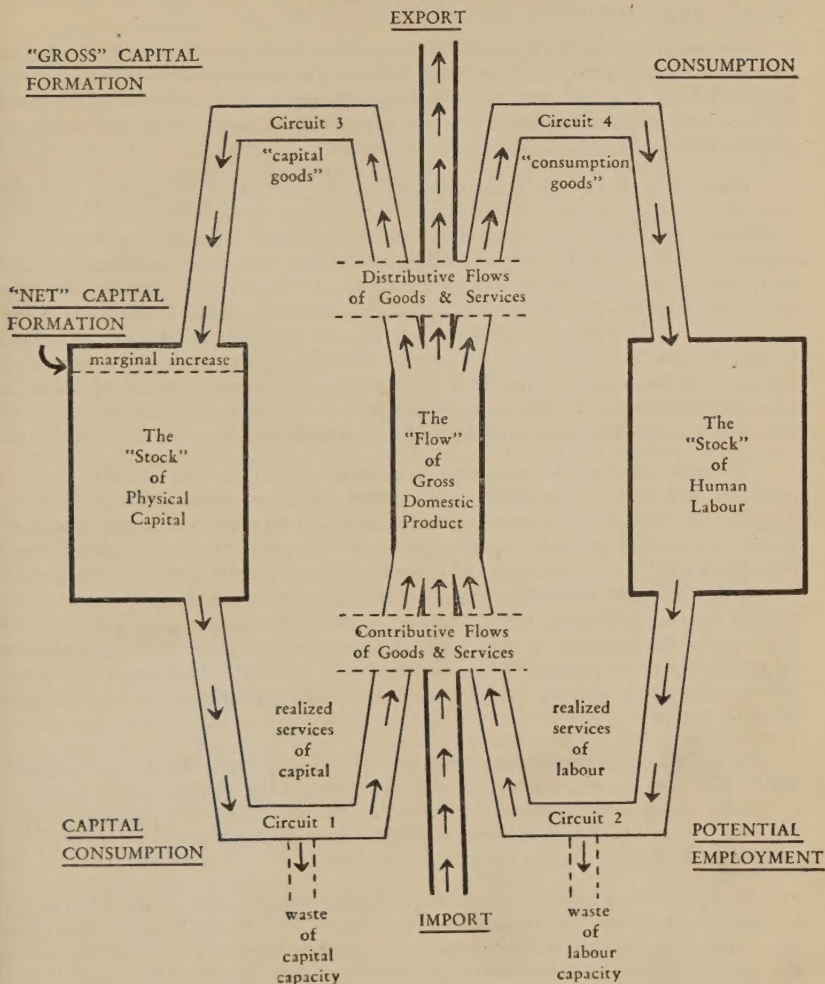 EXPORT
"GROSS" CAPITAL
FORMATION
CONSUMPTION
Circuit 3
Circuit 4
"capital
goods"
"consumption
goods"
Distributive Flows
of Goods & Services
"NET" CAPITAL
FORMATION
marginal increase
The
"Stock"
of
Physical
Capital
The
"Flow"
of
Gross
Domestic
Product
The
"Stock"
of
Human
Labour
Contributive Flows
of Goods & Services
realized
services
of
capital
realized
services
of
labour
Circuit 1
Circuit 2
CAPITAL
CONSUMPTION
POTENTIAL
EMPLOYMENT
IMPORT
waste
of
capital
capacity
waste
of
labour
capacity